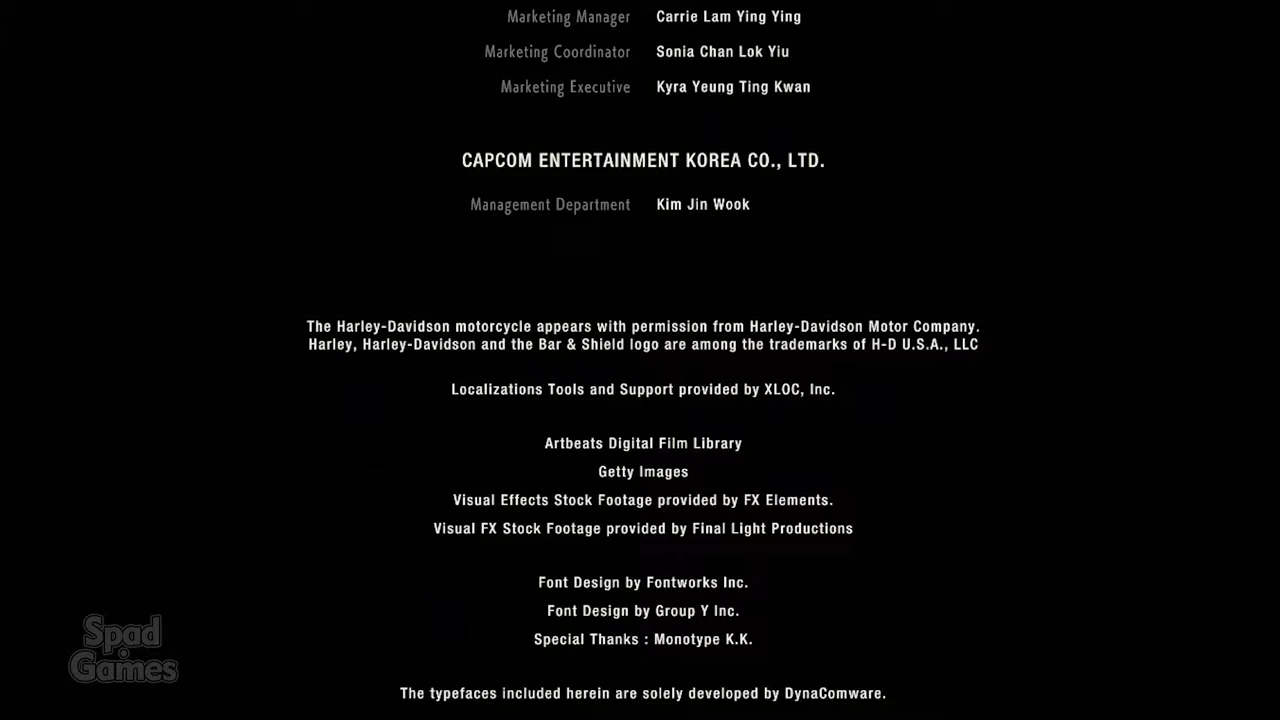 Marketing Manager Carrie Lam Ying Ying
Marketing Coordinator Sonia Chan Lok Yiu
Marketing Executive Kyra Yeung Ting Kwan
CAPCOM ENTERTAINMENT KOREA CO., LTD.
Management Department Kim Jin Wook
The Harley-Davidson motorcycle appears with permission from Harley-Davidson Motor Company.
Harley, Harley-Davidson and the Bar & Shield logo are among the trademarks of H-D U.S.A., LLC
Localizations Tools and Support provided by XLOC, Inc.
Artbeats Digital Film Library
Getty Images
Visual Effects Stock Footage provided by FX Elements.
Visual FX Stock Footage provided by Final Light Productions
Font Design by Fontworks Inc.
Font Design by Group Y Inc.
Special Thanks : Monotype K.K.
The typefaces included herein are solely developed by DynaComware.
Spad
Games